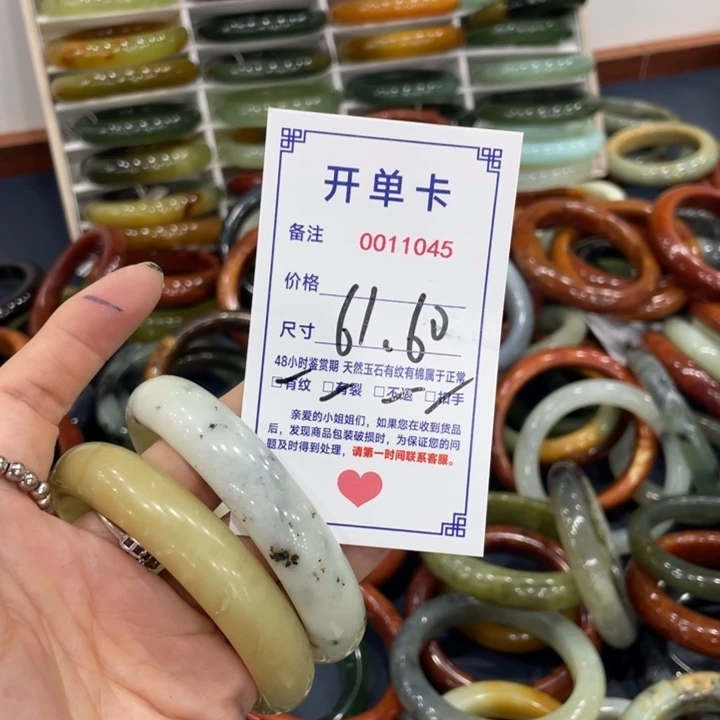 开单卡
备注 0011045
价格
61.60
尺寸
48小时鉴赏期 天然玉石有纹有棉属于正常
□有纹 □有裂 □不退 □扣手
亲爱的小姐姐们，如果您在收到货品
后，发现商品包装破损时，为保证您的问
题及时得到处理，请第一时间联系客服。